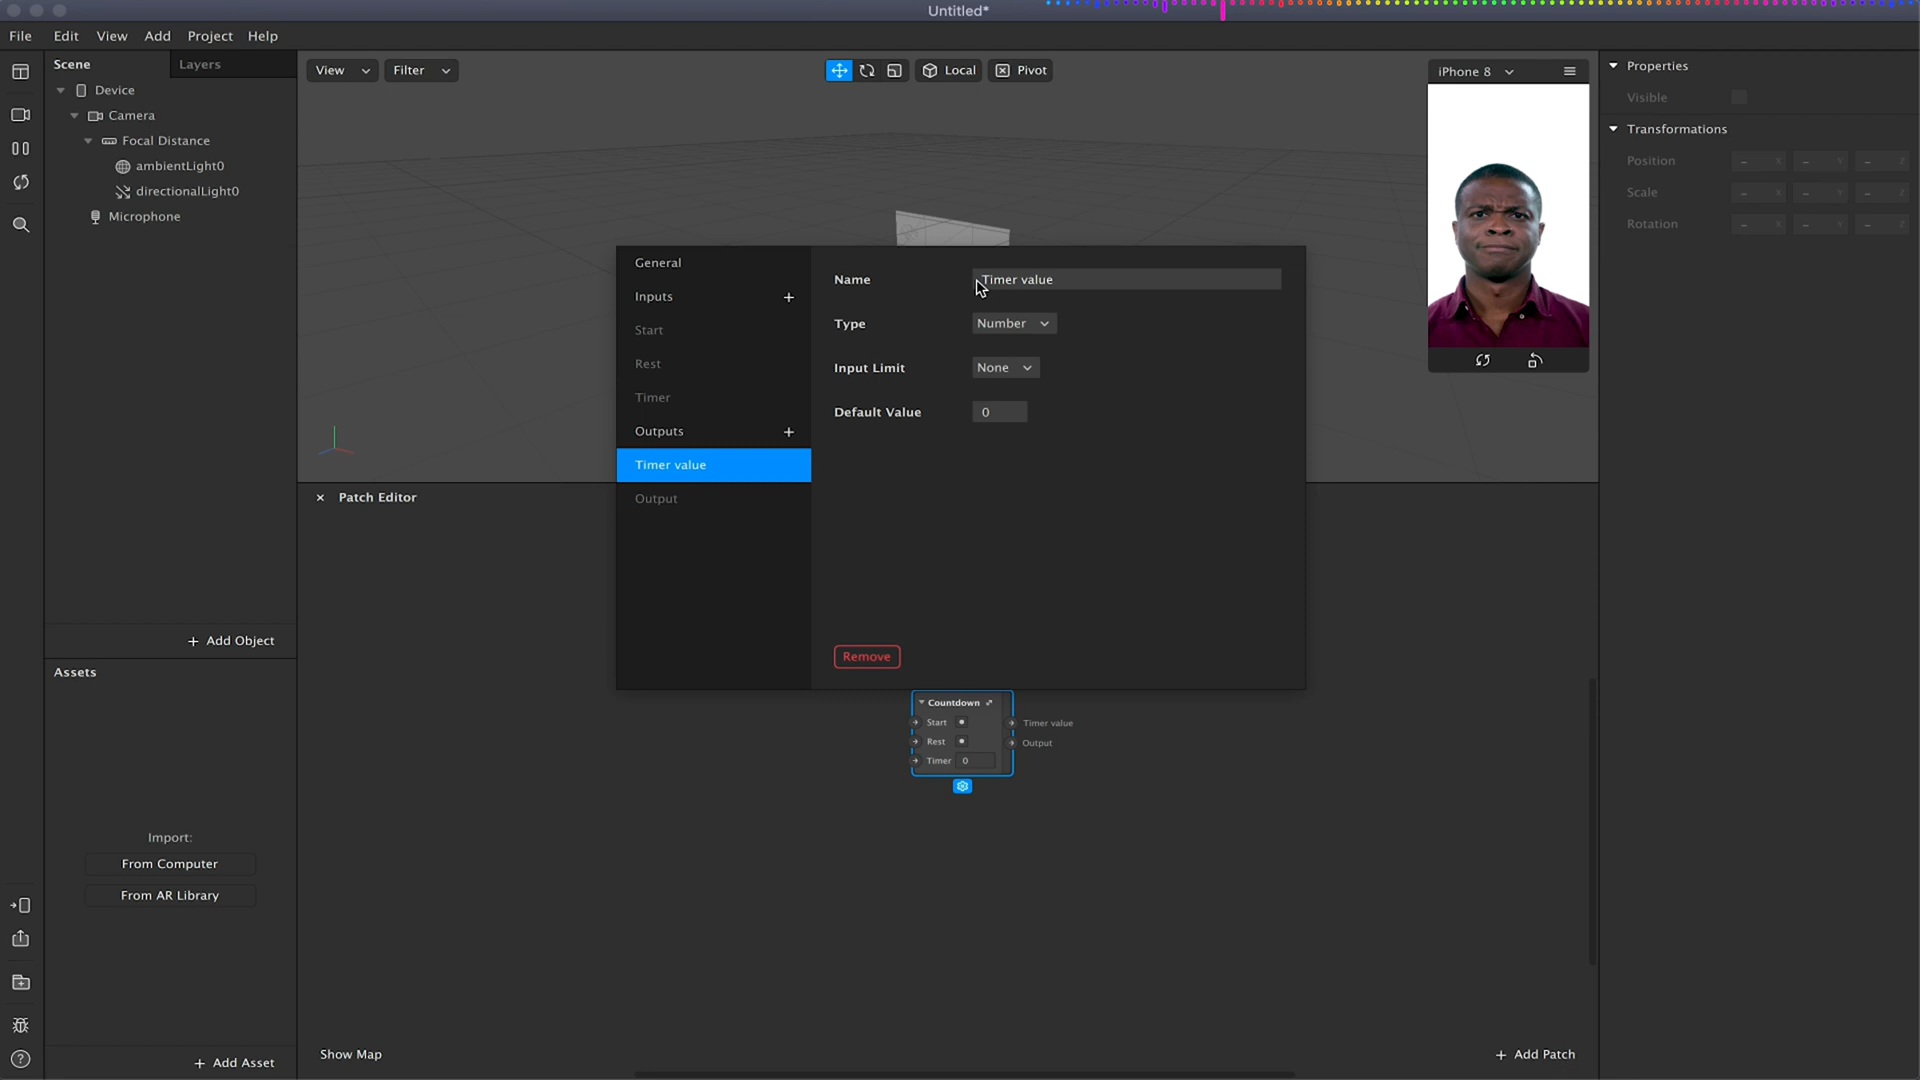 Untitled*
File Edit View Add Project Help
Scene Layers
Device
Camera
Focal Distance
ambientLight0
directionalLight0
Microphone
+ Add Object
Assets
Import:
From Computer
From AR Library
+ Add Asset
View Filter
Local Pivot
iPhone 8
General
Inputs +
Start
Rest
Timer
Outputs +
Timer value
Output
Name Timer value
Type Number
Input Limit None
Default Value 0
Remove
× Patch Editor
Countdown
Start Timer value
Rest Output
Timer 0
Show Map
+ Add Patch
Properties
Visible
Transformations
Position – X – Y – Z
Scale – X – Y – Z
Rotation – X – Y – Z